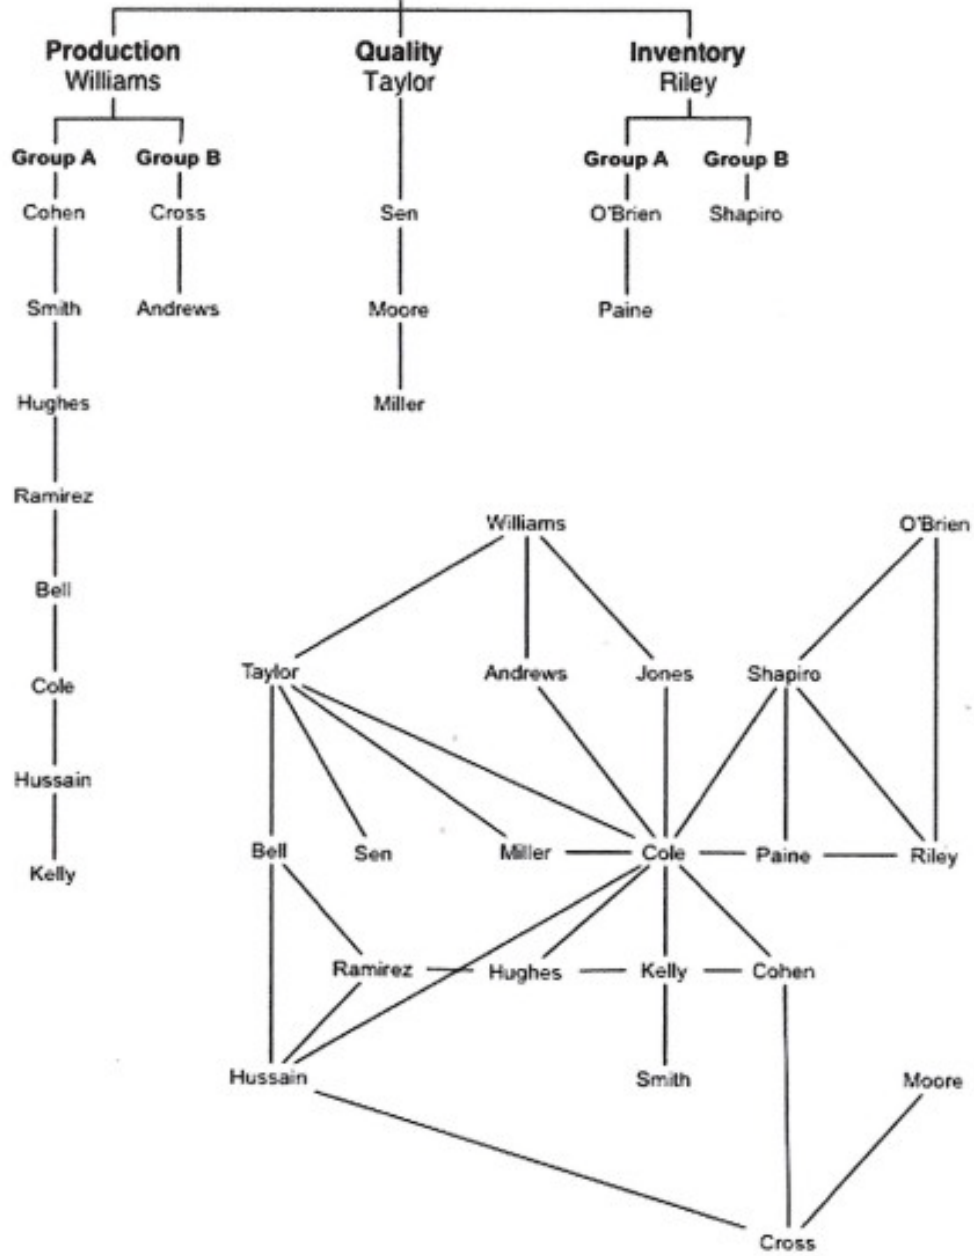 Production Quality Inventory
Williams Taylor Riley
Group A Group B Group A Group B
Cohen Cross Sen O'Brien Shapiro
Smith Andrews Moore Paine
Hughes Miller
Ramirez
Williams O'Brien
Bell
Taylor Andrews Jones Shapiro
Cole
Hussain
Bell Sen Miller Cole Paine Riley
Kelly
Ramirez Hughes Kelly Cohen
Hussain Smith Moore
Cross